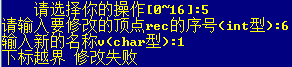 请选择你的操作[0~16]:5
请输入要修改的顶点rec的序号(int型):6
输入新的名称v(char型):1
下标越界 修改失败